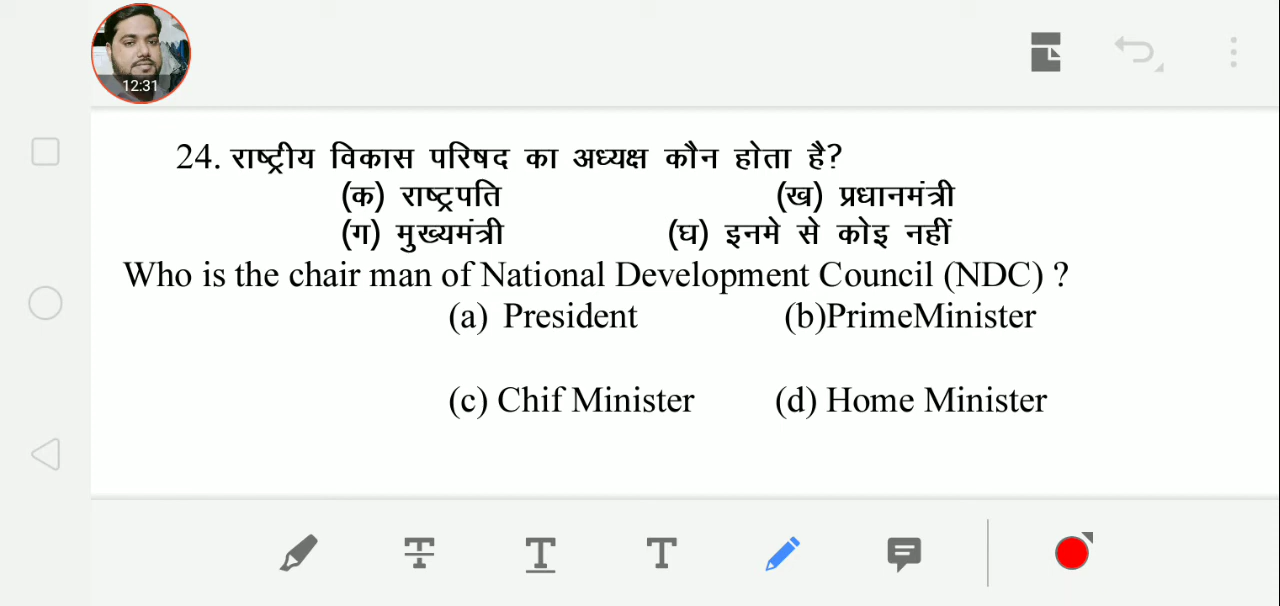 12:31
24. राष्ट्रीय विकास परिषद का अध्यक्ष कौन होता है?
(क) राष्ट्रपति (ख) प्रधानमंत्री
(ग) मुख्यमंत्री (घ) इनमे से कोइ नहीं
Who is the chair man of National Development Council (NDC) ?
(a) President (b)PrimeMinister
(c) Chif Minister (d) Home Minister
T T T